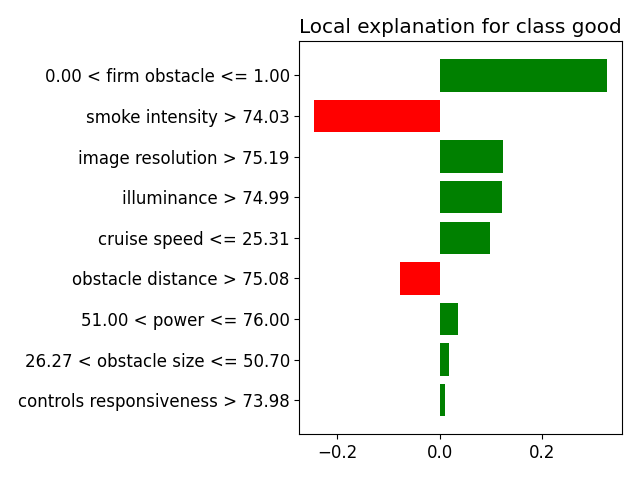 Local explanation for class good
0.00 < firm obstacle <= 1.00
smoke intensity > 74.03
image resolution > 75.19
illuminance > 74.99
cruise speed <= 25.31
obstacle distance > 75.08
51.00 < power <= 76.00
26.27 < obstacle size <= 50.70
controls responsiveness > 73.98
−0.2 0.0 0.2